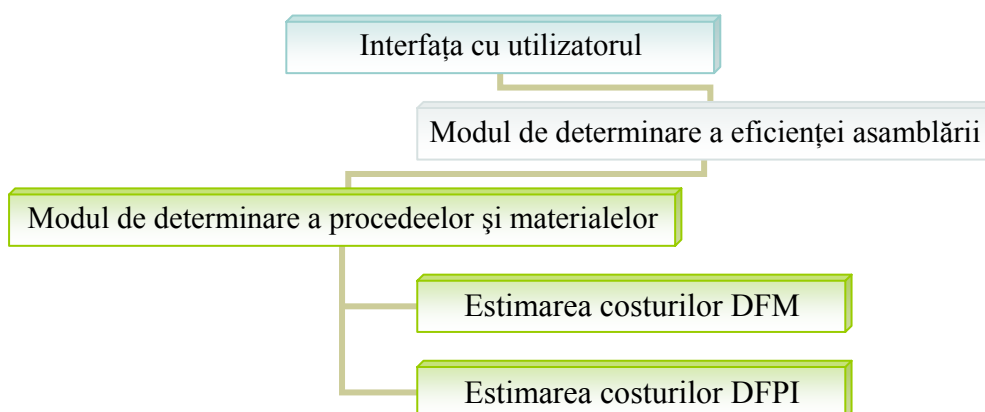 Interfața cu utilizatorul
Modul de determinare a eficienței asamblării
Modul de determinare a procedeelor şi materialelor
Estimarea costurilor DFM
Estimarea costurilor DFPI